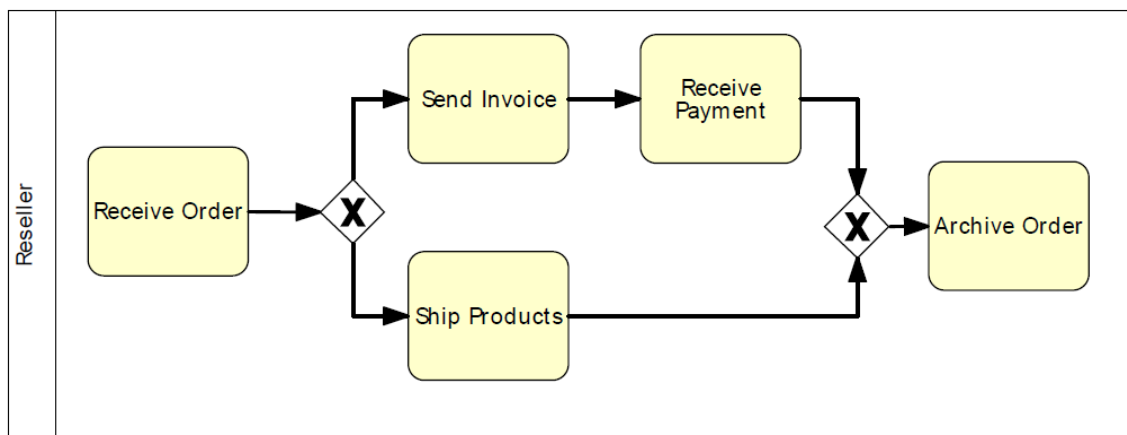 Reseller
Receive Order
Send Invoice
Receive
Payment
Ship Products
X
X
Archive Order